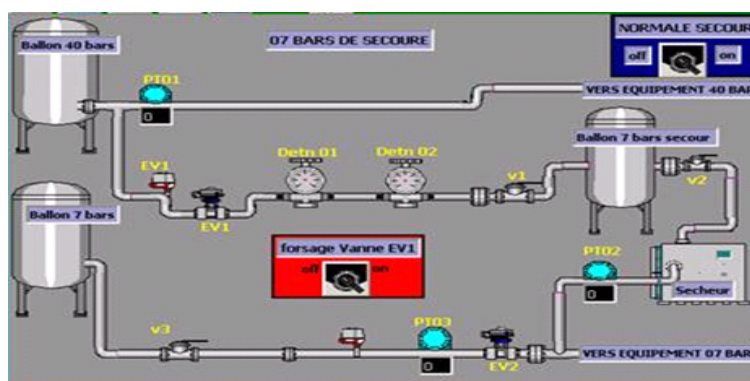 07 BARS DE SECOURE
NORMALE SECOUR
off
on
Ballon 40 bars
PT01
0
VERS EQUIPEMENT 40 BAR
Detn 01
Detn 02
Ballon 7 bars secour
EV1
v1
v2
Ballon 7 bars
EV1
forsage Vanne EV1
off
on
PT02
0
Secheur
v3
PT03
0
EV2
VERS EQUIPEMENT 07 BAR